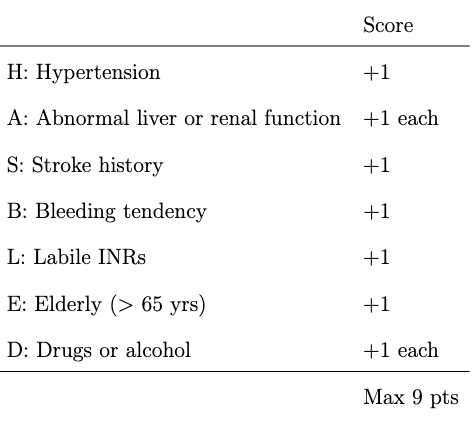 Score
H: Hypertension +1
A: Abnormal liver or renal function +1 each
S: Stroke history +1
B: Bleeding tendency +1
L: Labile INRs +1
E: Elderly (> 65 yrs) +1
D: Drugs or alcohol +1 each
Max 9 pts